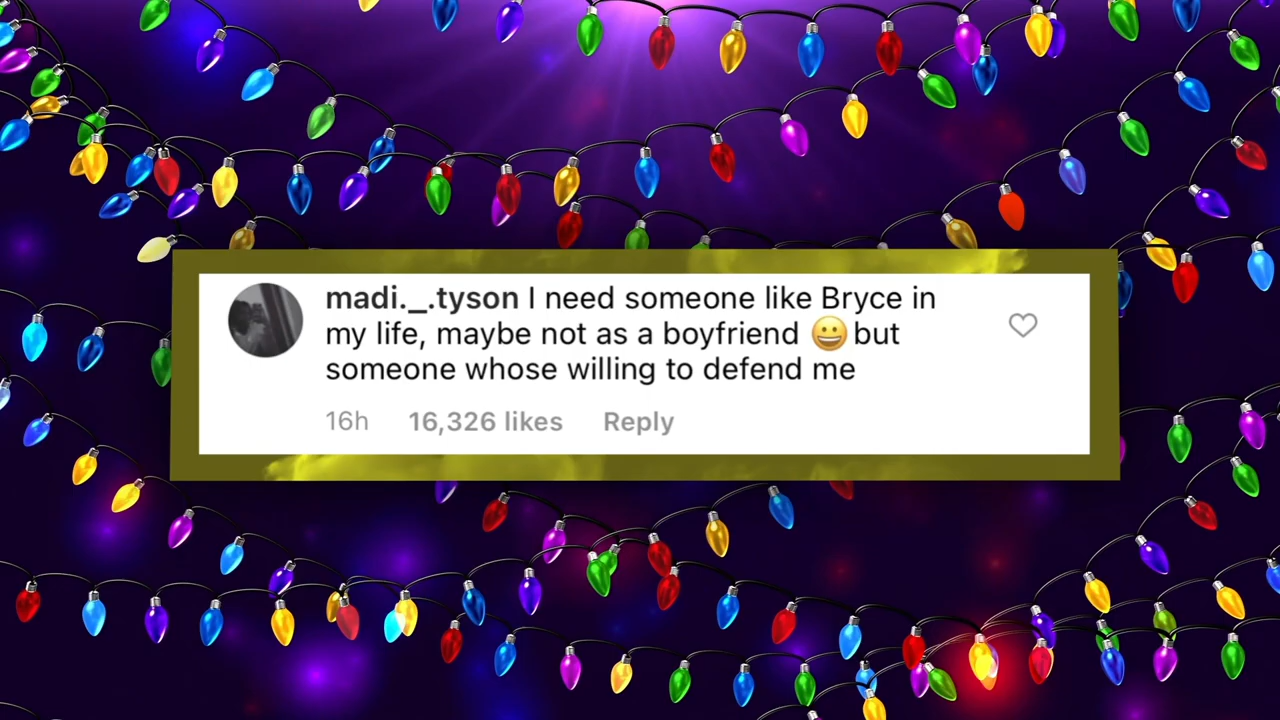 madi._.tyson I need someone like Bryce in
my life, maybe not as a boyfriend 😀 but
someone whose willing to defend me
16h 16,326 likes Reply